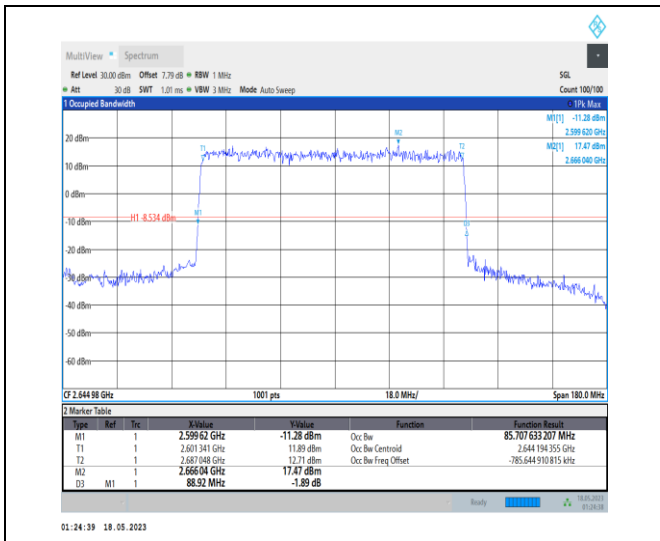 MultiView Spectrum
Ref Level 30.00 dBm Offset 7.79 dB RBW 1 MHz SGL
Att 30 dB SWT 1.01 ms VBW 3 MHz Mode Auto Sweep Count 100/100
1 Occupied Bandwidth 1Pk Max
M1[1] -11.28 dBm
2.599 620 GHz
M2[1] 17.47 dBm
2.666 040 GHz
20 dBm
M2
T1
T2
10 dBm
0 dBm
M1
H1 -8.534 dBm
-10 dBm
-20 dBm
-30 dBm
-40 dBm
-50 dBm
-60 dBm
CF 2.644 98 GHz 1001 pts 18.0 MHz/ Span 180.0 MHz
2 Marker Table
Type Ref Trc X-Value Y-Value Function Function Result
M1 1 2.599 62 GHz -11.28 dBm Occ Bw 85.707 633 207 MHz
T1 1 2.601 341 GHz 11.89 dBm Occ Bw Centroid 2.644 194 355 GHz
T2 1 2.687 048 GHz 12.71 dBm Occ Bw Freq Offset -785.644 910 815 kHz
M2 1 2.666 04 GHz 17.47 dBm
D3 M1 1 88.92 MHz -1.89 dB
Ready 18.05.2023
01:24:38
01:24:39 18.05.2023